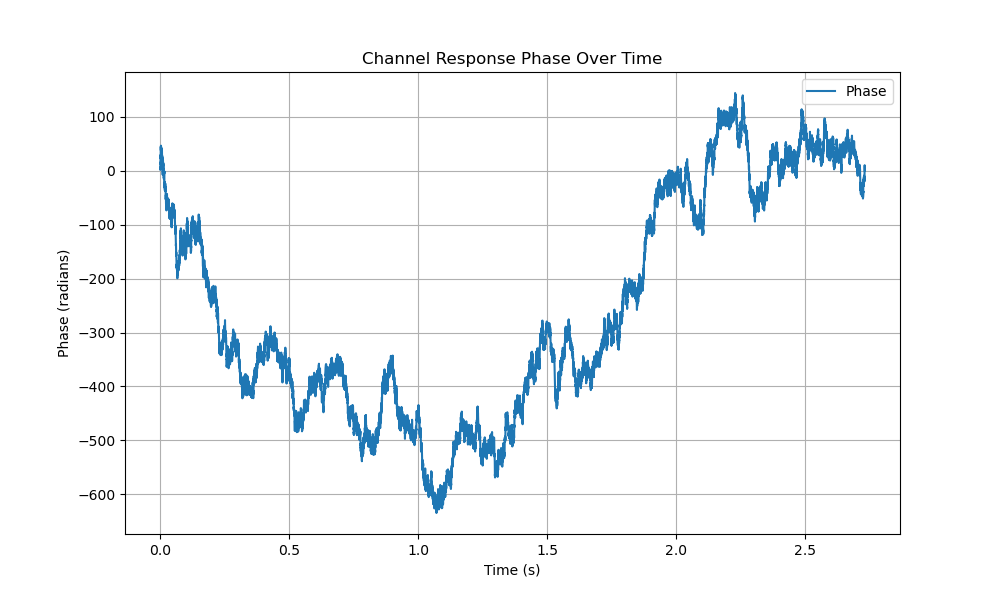 Channel Response Phase Over Time
Phase
Phase (radians)
100
0
−100
−200
−300
−400
−500
−600
0.0 0.5 1.0 1.5 2.0 2.5
Time (s)